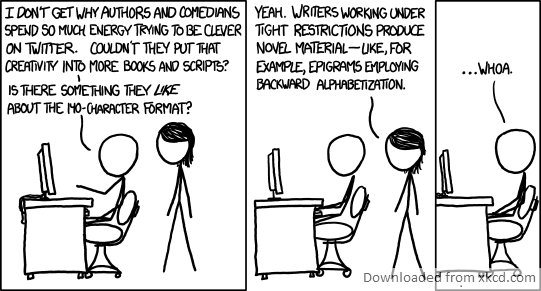 I DON'T GET WHY AUTHORS AND COMEDIANS
SPEND SO MUCH ENERGY TRYING TO BE CLEVER
ON TWITTER. COULDN'T THEY PUT THAT
CREATIVITY INTO MORE BOOKS AND SCRIPTS?
IS THERE SOMETHING THEY LIKE
ABOUT THE 140-CHARACTER FORMAT?
YEAH. WRITERS WORKING UNDER
TIGHT RESTRICTIONS PRODUCE
NOVEL MATERIAL—LIKE, FOR
EXAMPLE, EPIGRAMS EMPLOYING
BACKWARD ALPHABETIZATION.
...WHOA.
Downloaded from xkcd.com